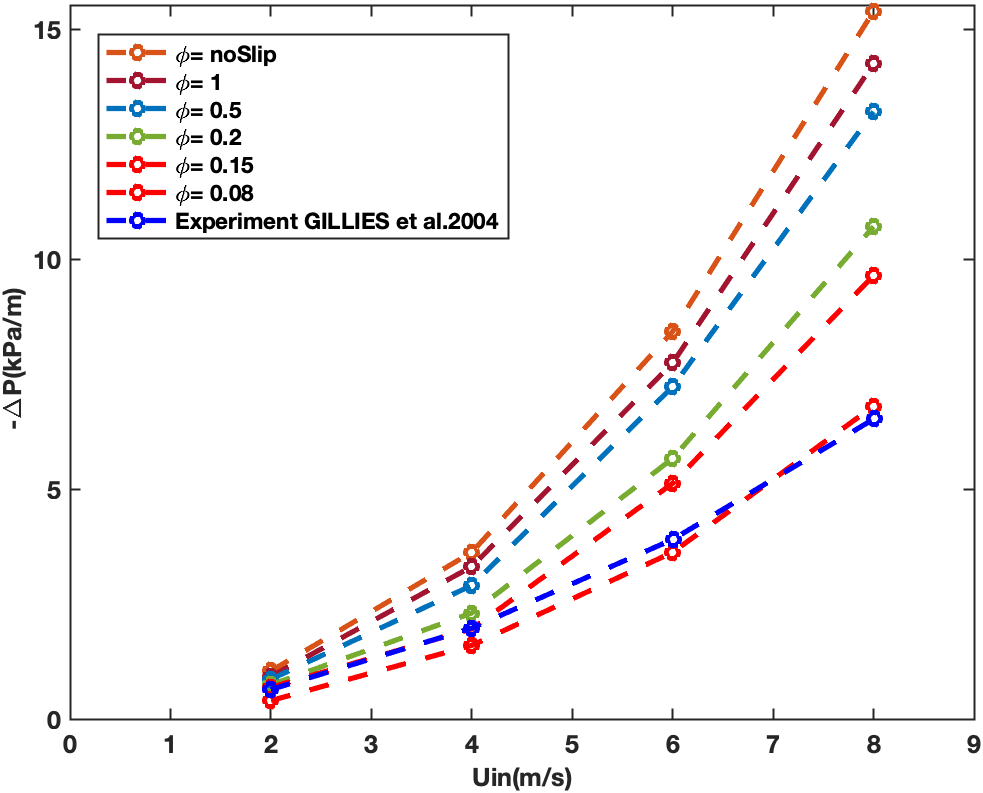 15
10
5
0
-△P(kPa/m)
ϕ= noSlip
ϕ= 1
ϕ= 0.5
ϕ= 0.2
ϕ= 0.15
ϕ= 0.08
Experiment GILLIES et al.2004
0 1 2 3 4 5 6 7 8 9
Uin(m/s)